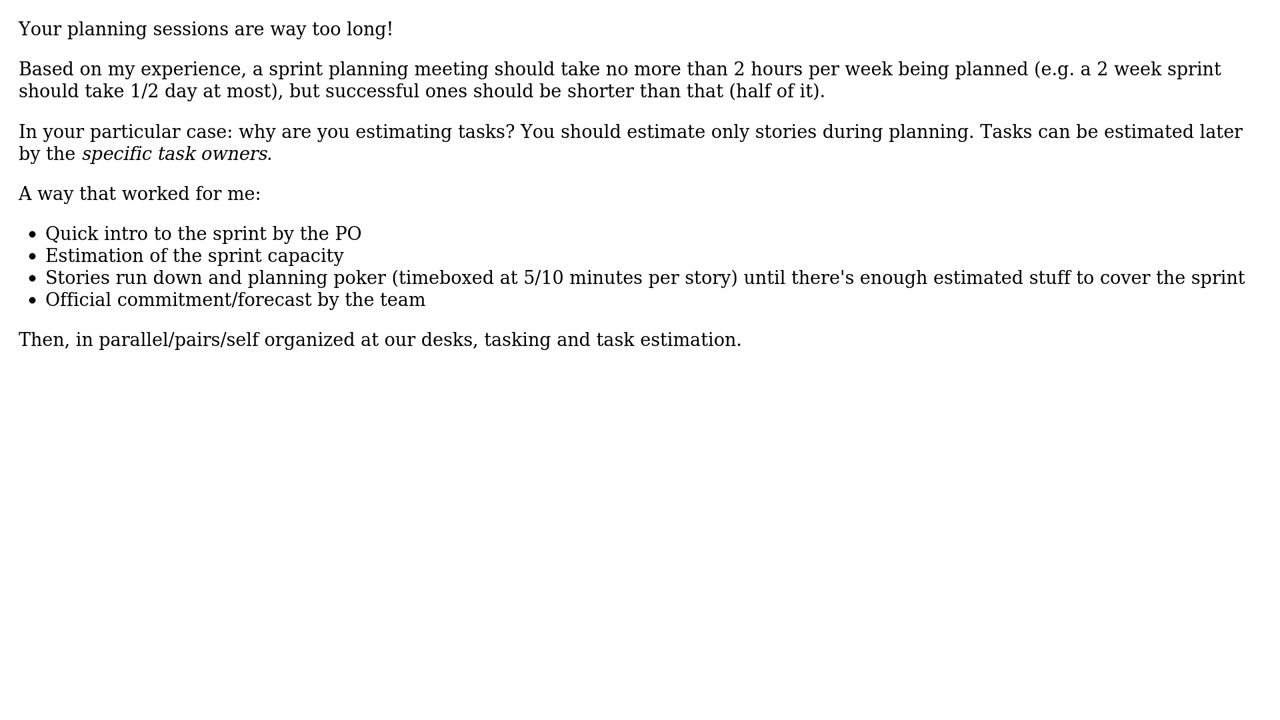 Your planning sessions are way too long!
Based on my experience, a sprint planning meeting should take no more than 2 hours per week being planned (e.g. a 2 week sprint
should take 1/2 day at most), but successful ones should be shorter than that (half of it).
In your particular case: why are you estimating tasks? You should estimate only stories during planning. Tasks can be estimated later
by the specific task owners.
A way that worked for me:
• Quick intro to the sprint by the PO
• Estimation of the sprint capacity
• Stories run down and planning poker (timeboxed at 5/10 minutes per story) until there's enough estimated stuff to cover the sprint
• Official commitment/forecast by the team
Then, in parallel/pairs/self organized at our desks, tasking and task estimation.